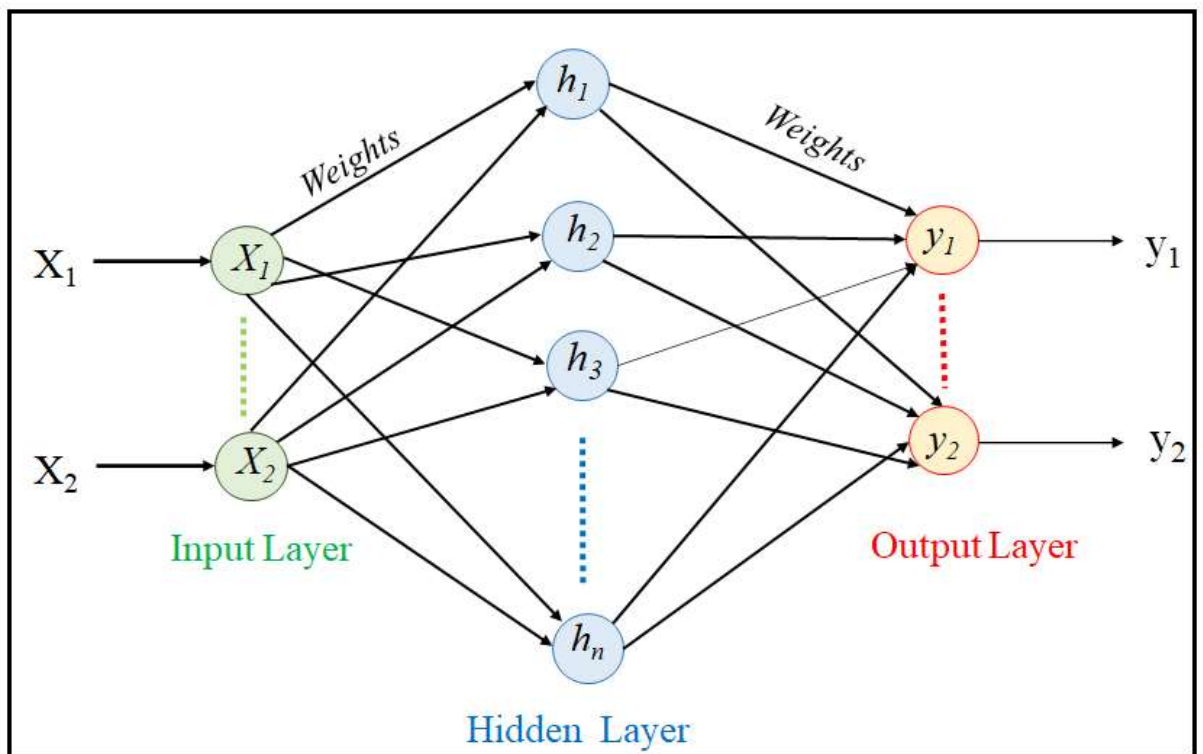 h₁
Weights
Weights
X₁
X₁
h₂
y₁
y₁
h₃
X₂
X₂
y₂
y₂
Input Layer
Output Layer
hₙ
Hidden Layer